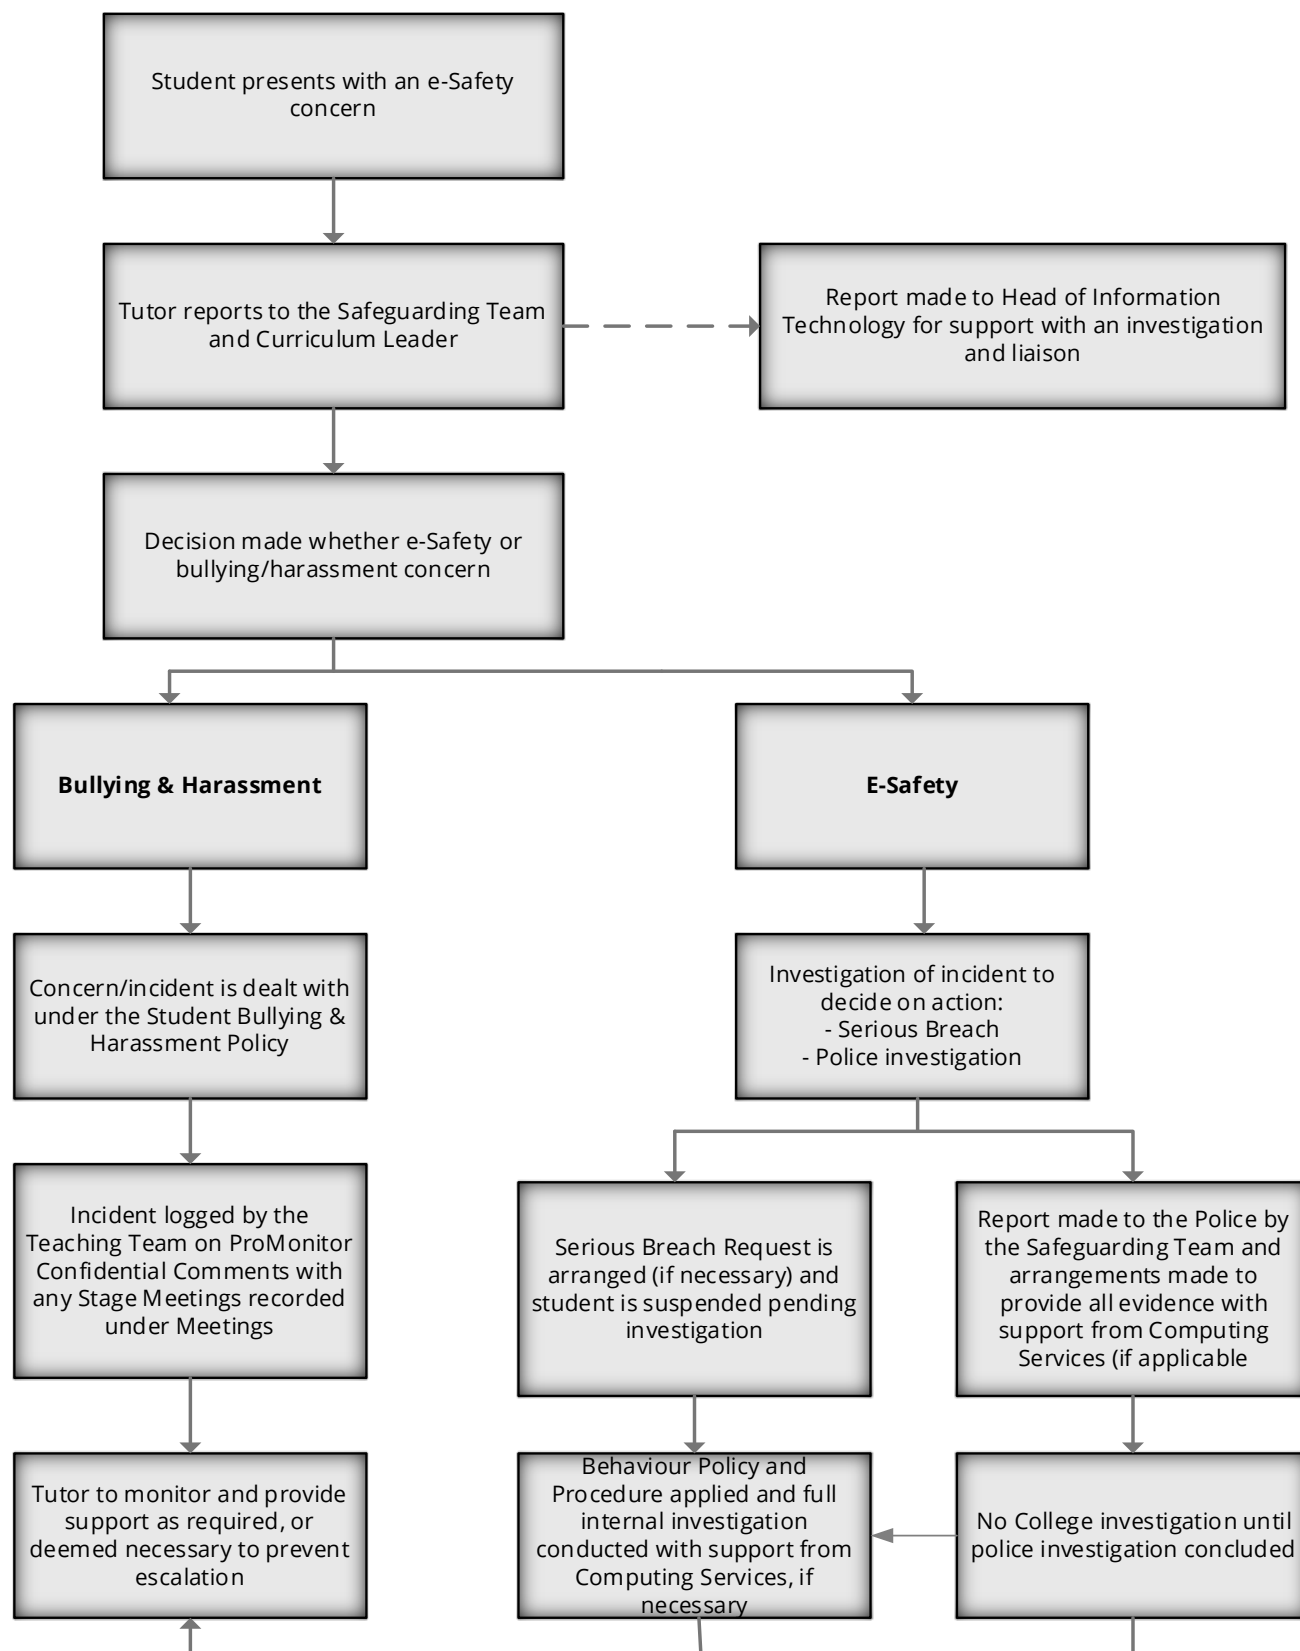 Student presents with an e-Safety
concern
Tutor reports to the Safeguarding Team
and Curriculum Leader
Report made to Head of Information
Technology for support with an investigation
and liaison
Decision made whether e-Safety or
bullying/harassment concern
Bullying & Harassment
E-Safety
Concern/incident is dealt with
under the Student Bullying &
Harassment Policy
Investigation of incident to
decide on action:
- Serious Breach
- Police investigation
Incident logged by the
Teaching Team on ProMonitor
Confidential Comments with
any Stage Meetings recorded
under Meetings
Serious Breach Request is
arranged (if necessary) and
student is suspended pending
investigation
Report made to the Police by
the Safeguarding Team and
arrangements made to
provide all evidence with
support from Computing
Services (if applicable
Tutor to monitor and provide
support as required, or
deemed necessary to prevent
escalation
Behaviour Policy and
Procedure applied and full
internal investigation
conducted with support from
Computing Services, if
necessary
No College investigation until
police investigation concluded